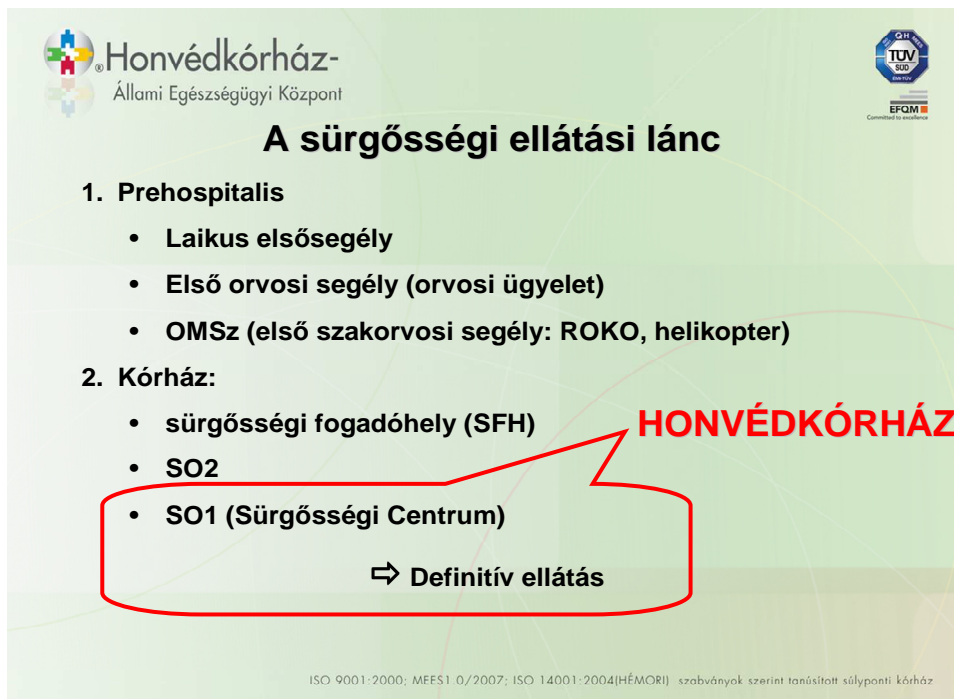 Honvédkórház-
Állami Egészségügyi Központ
TÜV
SÜD
EFQM
Committed to excellence
A sürgősségi ellátási lánc
1. Prehospitalis
• Laikus elsősegély
• Első orvosi segély (orvosi ügyelet)
• OMSz (első szakorvosi segély: ROKO, helikopter)
2. Kórház:
• sürgősségi fogadóhely (SFH)
HONVÉDKÓRHÁZ
• SO2
• SO1 (Sürgősségi Centrum)
⇨ Definitív ellátás
ISO 9001:2000; MEES1.0/2007; ISO 14001:2004(HÉMORI) szabványok szerint tanúsított súlyponti kórház